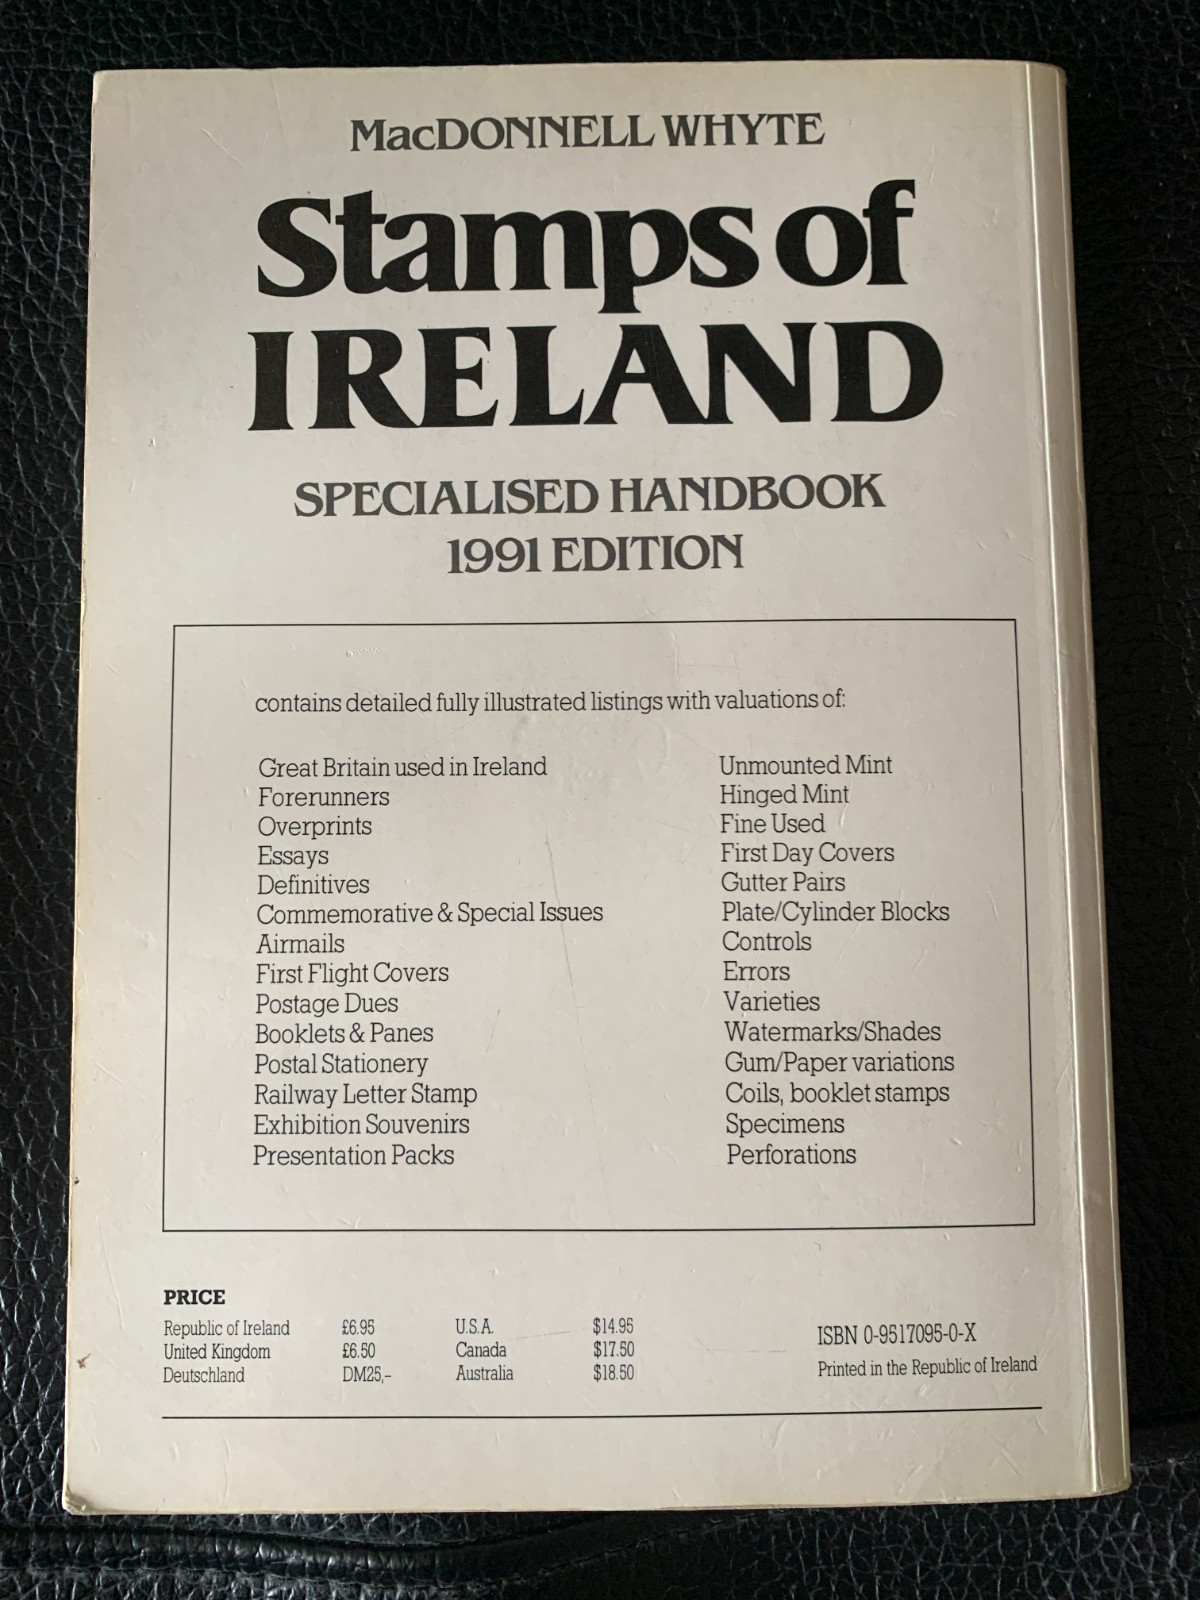 MacDONNELL WHYTE
Stamps of
IRELAND
SPECIALISED HANDBOOK
1991 EDITION
contains detailed fully illustrated listings with valuations of:
Great Britain used in Ireland
Forerunners
Overprints
Essays
Definitives
Commemorative & Special Issues
Airmails
First Flight Covers
Postage Dues
Booklets & Panes
Postal Stationery
Railway Letter Stamp
Exhibition Souvenirs
Presentation Packs
Unmounted Mint
Hinged Mint
Fine Used
First Day Covers
Gutter Pairs
Plate/Cylinder Blocks
Controls
Errors
Varieties
Watermarks/Shades
Gum/Paper variations
Coils, booklet stamps
Specimens
Perforations
PRICE
Republic of Ireland £6.95 U.S.A. $14.95
United Kingdom £6.50 Canada $17.50
Deutschland DM25,- Australia $18.50
ISBN 0-9517095-0-X
Printed in the Republic of Ireland